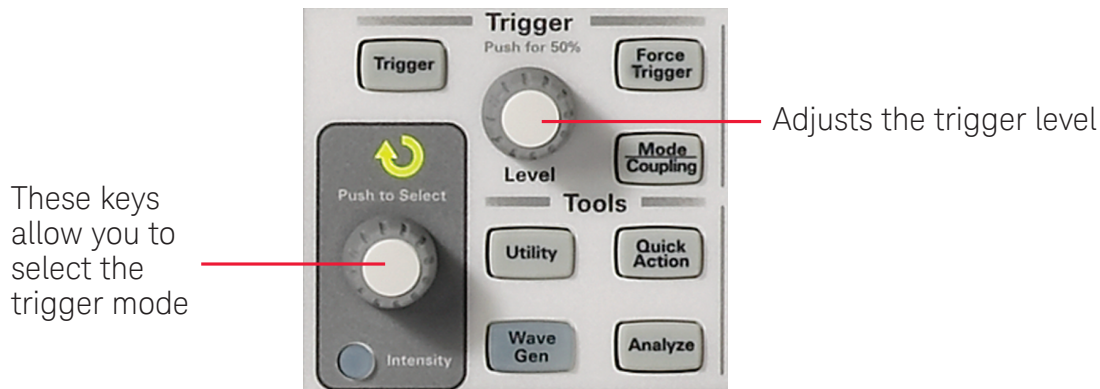 Trigger
Push for 50%
Trigger
Force
Trigger
Adjusts the trigger level
Mode
Coupling
Level
Push to Select
These keys
allow you to
select the
trigger mode
Tools
Utility
Quick
Action
Wave
Gen
Analyze
Intensity